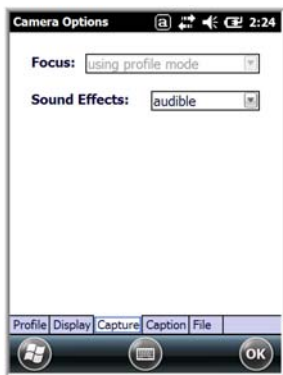 Camera Options a 2:24
Focus: using profile mode
Sound Effects: audible
Profile Display Capture Caption File
OK